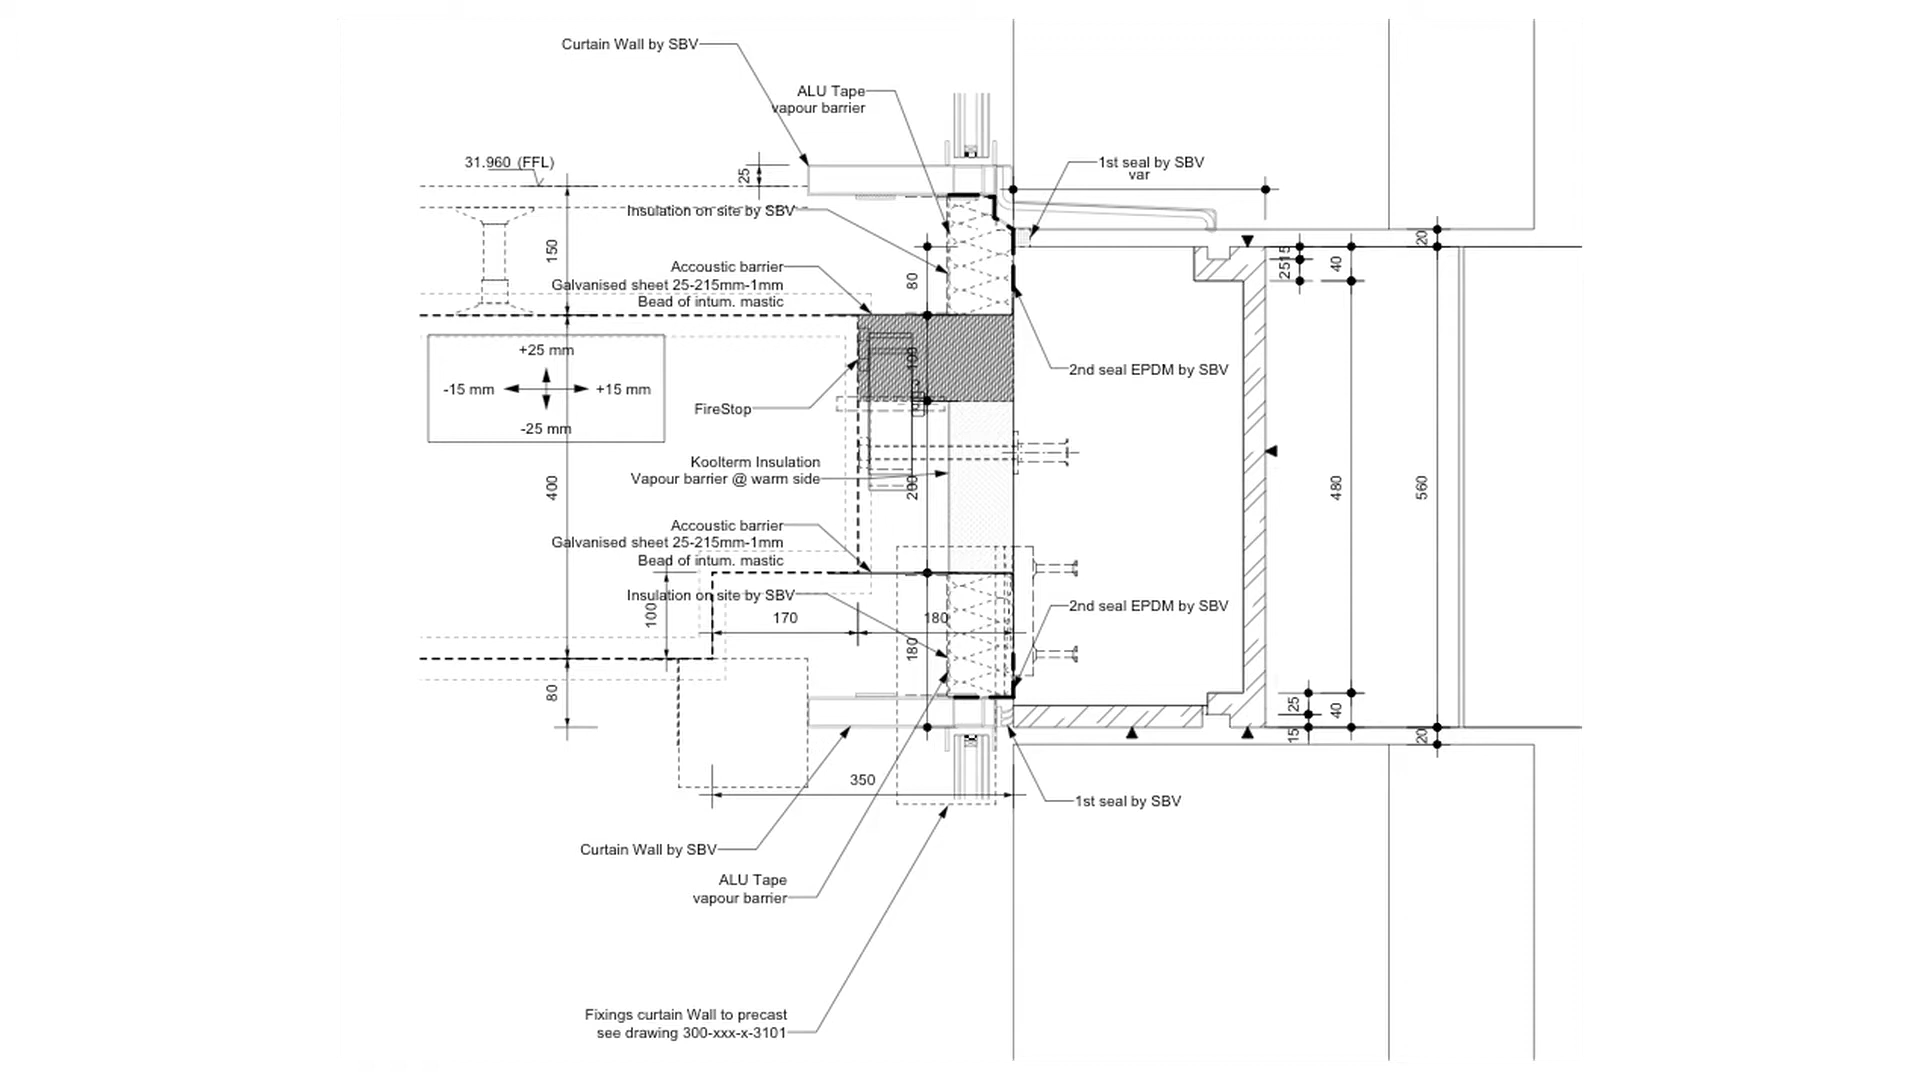 Curtain Wall by SBV
ALU Tape
vapour barrier
31.960 (FFL)
25
1st seal by SBV
var
Insulation on site by SBV
150
20
15
25
40
Accoustic barrier
Galvanised sheet 25-215mm-1mm
Bead of intum. mastic
80
+25 mm
-15 mm
+15 mm
-25 mm
100
2nd seal EPDM by SBV
FireStop
Koolterm Insulation
Vapour barrier @ warm side
400
200
480
560
Accoustic barrier
Galvanised sheet 25-215mm-1mm
Bead of intum. mastic
Insulation on site by SBV
2nd seal EPDM by SBV
100
170
180
180
80
25
40
15
20
350
1st seal by SBV
Curtain Wall by SBV
ALU Tape
vapour barrier
Fixings curtain Wall to precast
see drawing 300-xxx-x-3101